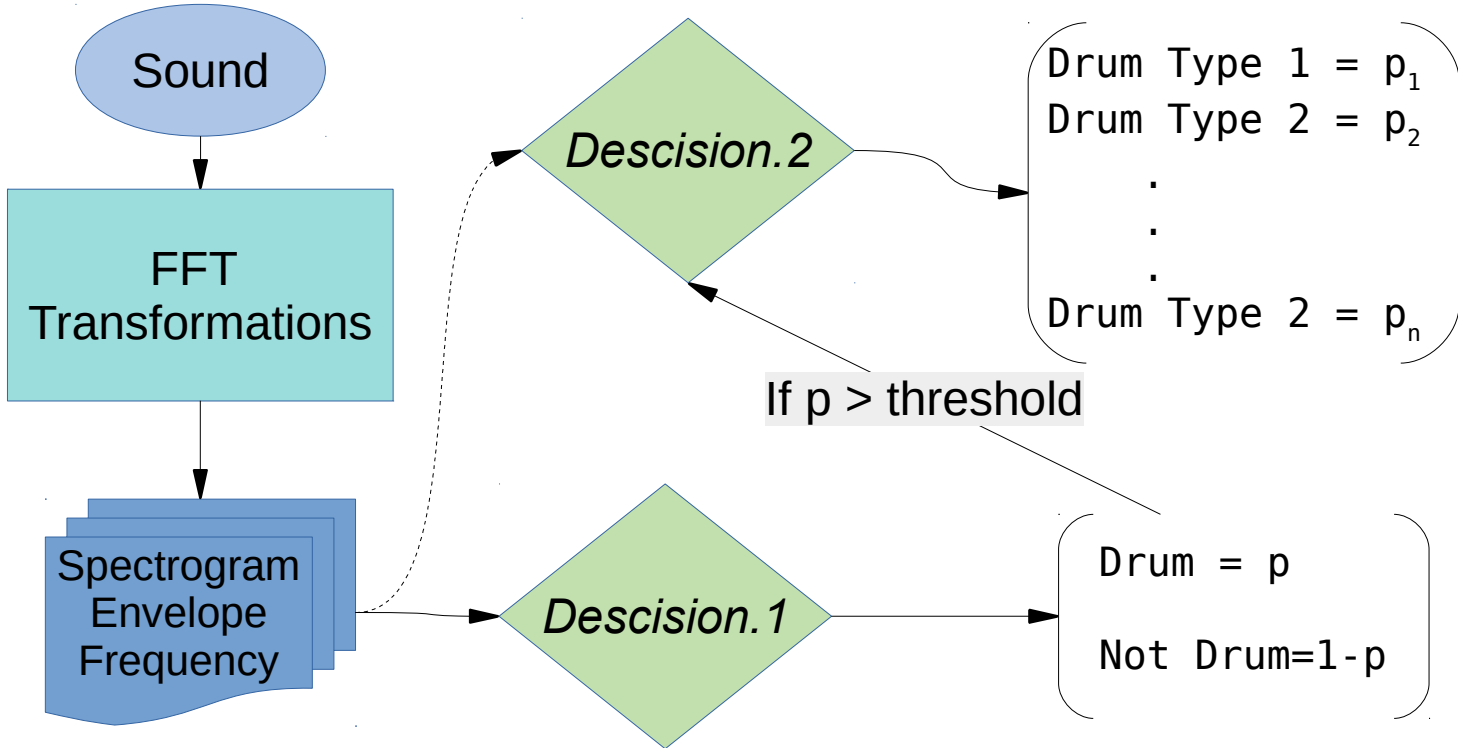 Sound
FFT
Transformations
Spectrogram
Envelope
Frequency
Descision.2
Drum Type 1 = p₁
Drum Type 2 = p₂
.
.
.
Drum Type 2 = pₙ
If p > threshold
Descision.1
Drum = p
Not Drum=1-p